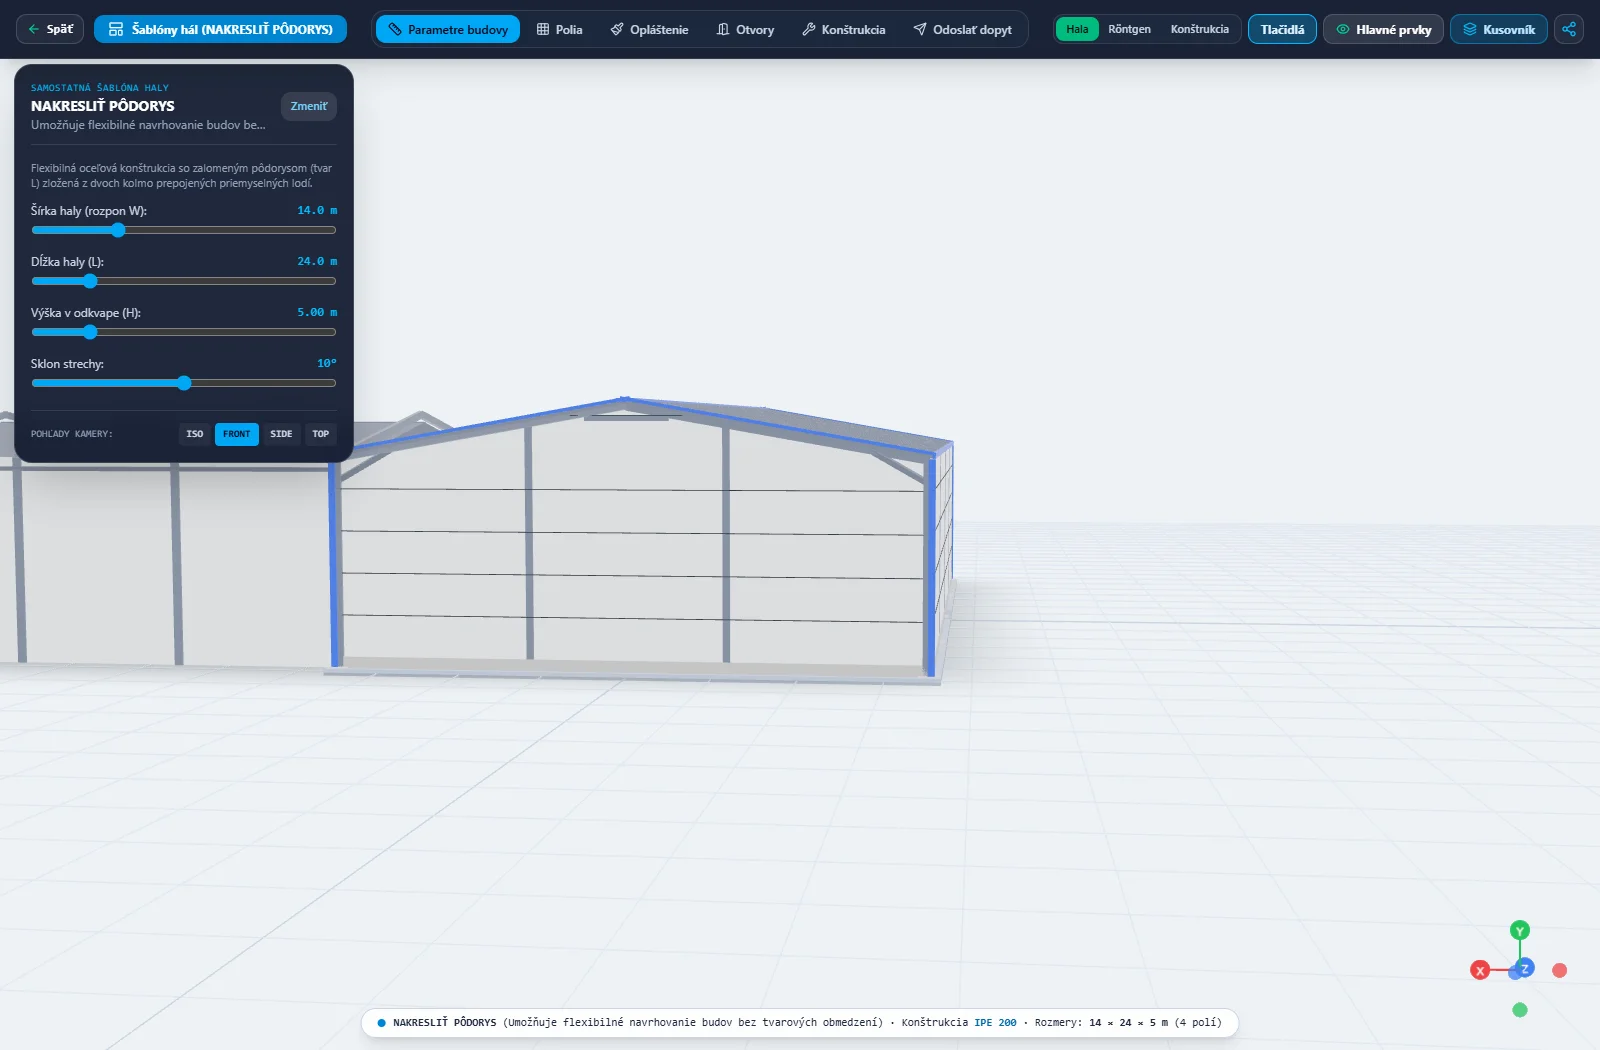 Späť
Šablóny hál (NAKRESLIŤ PÔDORYS)
Parametre budovy
Polia
Opláštenie
Otvory
Konštrukcia
Odoslať dopyt
Hala
Röntgen
Konštrukcia
Tlačidlá
Hlavné prvky
Kusovník
SAMOSTATNÁ ŠABLÓNA HALY
NAKRESLIŤ PÔDORYS
Zmeniť
Umožňuje flexibilné navrhovanie budov be...
Flexibilná oceľová konštrukcia so zalomeným pôdorysom (tvar
L) zložená z dvoch kolmo prepojených priemyselných lodí.
Šírka haly (rozpon W): 14.0 m
Dĺžka haly (L): 24.0 m
Výška v odkvape (H): 5.00 m
Sklon strechy: 10°
POHĽADY KAMERY: ISO FRONT SIDE TOP
Y
X Z
NAKRESLIŤ PÔDORYS (Umožňuje flexibilné navrhovanie budov bez tvarových obmedzení) · Konštrukcia IPE 200 · Rozmery: 14 × 24 × 5 m (4 polí)